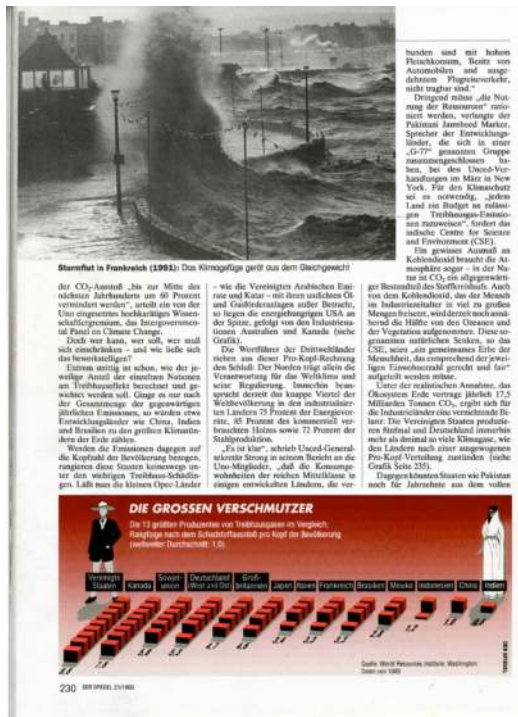 Sturmflut in Frankreich (1991): Das Klimagefüge gerät aus dem Gleichgewicht
der CO₂-Ausstoß „bis zur Mitte des
nächsten Jahrhunderts um 60 Prozent
vermindert werden“, urteilt ein von der
Uno eingesetztes hochkarätiges Wissen-
schaftlergremium, das Intergovernmen-
tal Panel on Climate Change.
Doch wer kann, wer soll, wer muß
sich einschränken – und wie ließe sich
das bewerkstelligen?
Extrem strittig ist schon, wie der je-
weilige Anteil der einzelnen Nationen
am Treibhauseffekt berechnet und ge-
wichtet werden soll. Ginge es nur nach
der Gesamtmenge der gegenwärtigen
jährlichen Emissionen, so würden etwa
Entwicklungsländer wie China, Indien
und Brasilien zu den größten Klimasün-
dern der Erde zählen.
Werden die Emissionen dagegen auf
die Kopfzahl der Bevölkerung bezogen,
rangieren diese Staaten keineswegs un-
ter den wichtigen Treibhaus-Schädlin-
gen. Läßt man die kleinen Opec-Länder
– wie die Vereinigten Arabischen Emi-
rate und Katar – mit ihren undichten Öl-
und Gasförderanlagen außer Betracht,
so liegen die energiehungrigen USA an
der Spitze, gefolgt von den Industriena-
tionen Australien und Kanada (siehe
Grafik).
Die Wortführer der Drittweltländer
ziehen aus dieser Pro-Kopf-Rechnung
den Schluß: Der Norden trägt allein die
Verantwortung für das Weltklima und
seine Regulierung. Immerhin bean-
sprucht derzeit das knappe Viertel der
Weltbevölkerung in den industrialisier-
ten Ländern 75 Prozent der Energievor-
räte, 85 Prozent des kommerziell ver-
brauchten Holzes sowie 72 Prozent der
Stahlproduktion.
„Es ist klar“, schrieb Unced-General-
sekretär Strong in seinem Bericht an die
Uno-Mitglieder, „daß die Konsumge-
wohnheiten der reichen Mittelklasse in
einigen entwickelten Ländern, die ver-
bunden sind mit hohem
Fleischkonsum, Besitz von
Automobilen und ausge-
dehntem Flugreiseverkehr,
nicht tragbar sind.“
Dringend müsse „die Nut-
zung der Ressourcen“ ratio-
niert werden, verlangte der
Pakistani Jamsheed Marker,
Sprecher der Entwicklungs-
länder, die sich in einer
„G-77“ genannten Gruppe
zusammengeschlossen ha-
ben, bei den Unced-Ver-
handlungen im März in New
York. Für den Klimaschutz
sei es notwendig, „jedem
Land ein Budget an zulässi-
gen Treibhausgas-Emissio-
nen zuzuweisen“, fordert das
indische Centre for Science
and Environment (CSE).
Ein gewisses Ausmaß an
Kohlendioxid braucht die At-
mosphäre sogar – in der Na-
tur ist CO₂ ein allgegenwärti-
ger Bestandteil des Stoffkreislaufs. Auch
von dem Kohlendioxid, das der Mensch
im Industriezeitalter in viel zu großen
Mengen freisetzt, wird derzeit noch annä-
hernd die Hälfte von den Ozeanen und
der Vegetation aufgenommen. Diese so-
genannten natürlichen Senken, so das
CSE, seien „ein gemeinsames Erbe der
Menschheit, das entsprechend der jewei-
ligen Einwohnerzahl gerecht und fair“
aufgeteilt werden müsse.
Unter der realistischen Annahme, das
Ökosystem Erde vertrage jährlich 17,5
Milliarden Tonnen CO₂, ergibt sich für
die Industrieländer eine vernichtende Bi-
lanz: Die Vereinigten Staaten produzie-
ren fünfmal und Deutschland immerhin
mehr als dreimal so viele Klimagase, wie
den Ländern nach einer ausgewogenen
Pro-Kopf-Verteilung zustünden (siehe
Grafik Seite 235).
Dagegen könnten Staaten wie Pakistan
noch für Jahrzehnte aus dem vollen
DIE GROSSEN VERSCHMUTZER
Die 13 größten Produzenten von Treibhausgasen im Vergleich;
Rangfolge nach dem Schadstoffausstoß pro Kopf der Bevölkerung
(weltweiter Durchschnitt: 1,0)
Vereinigte Staaten
Kanada
Sowjet-union
Deutschland (West und Ost)
Groß-britannien
Japan
Italien
Frankreich
Brasilien
Mexiko
Indonesien
China
Indien
Quelle: World Resources Institute, Washington
Daten von 1989
DER SPIEGEL
230 DER SPIEGEL 21/1992